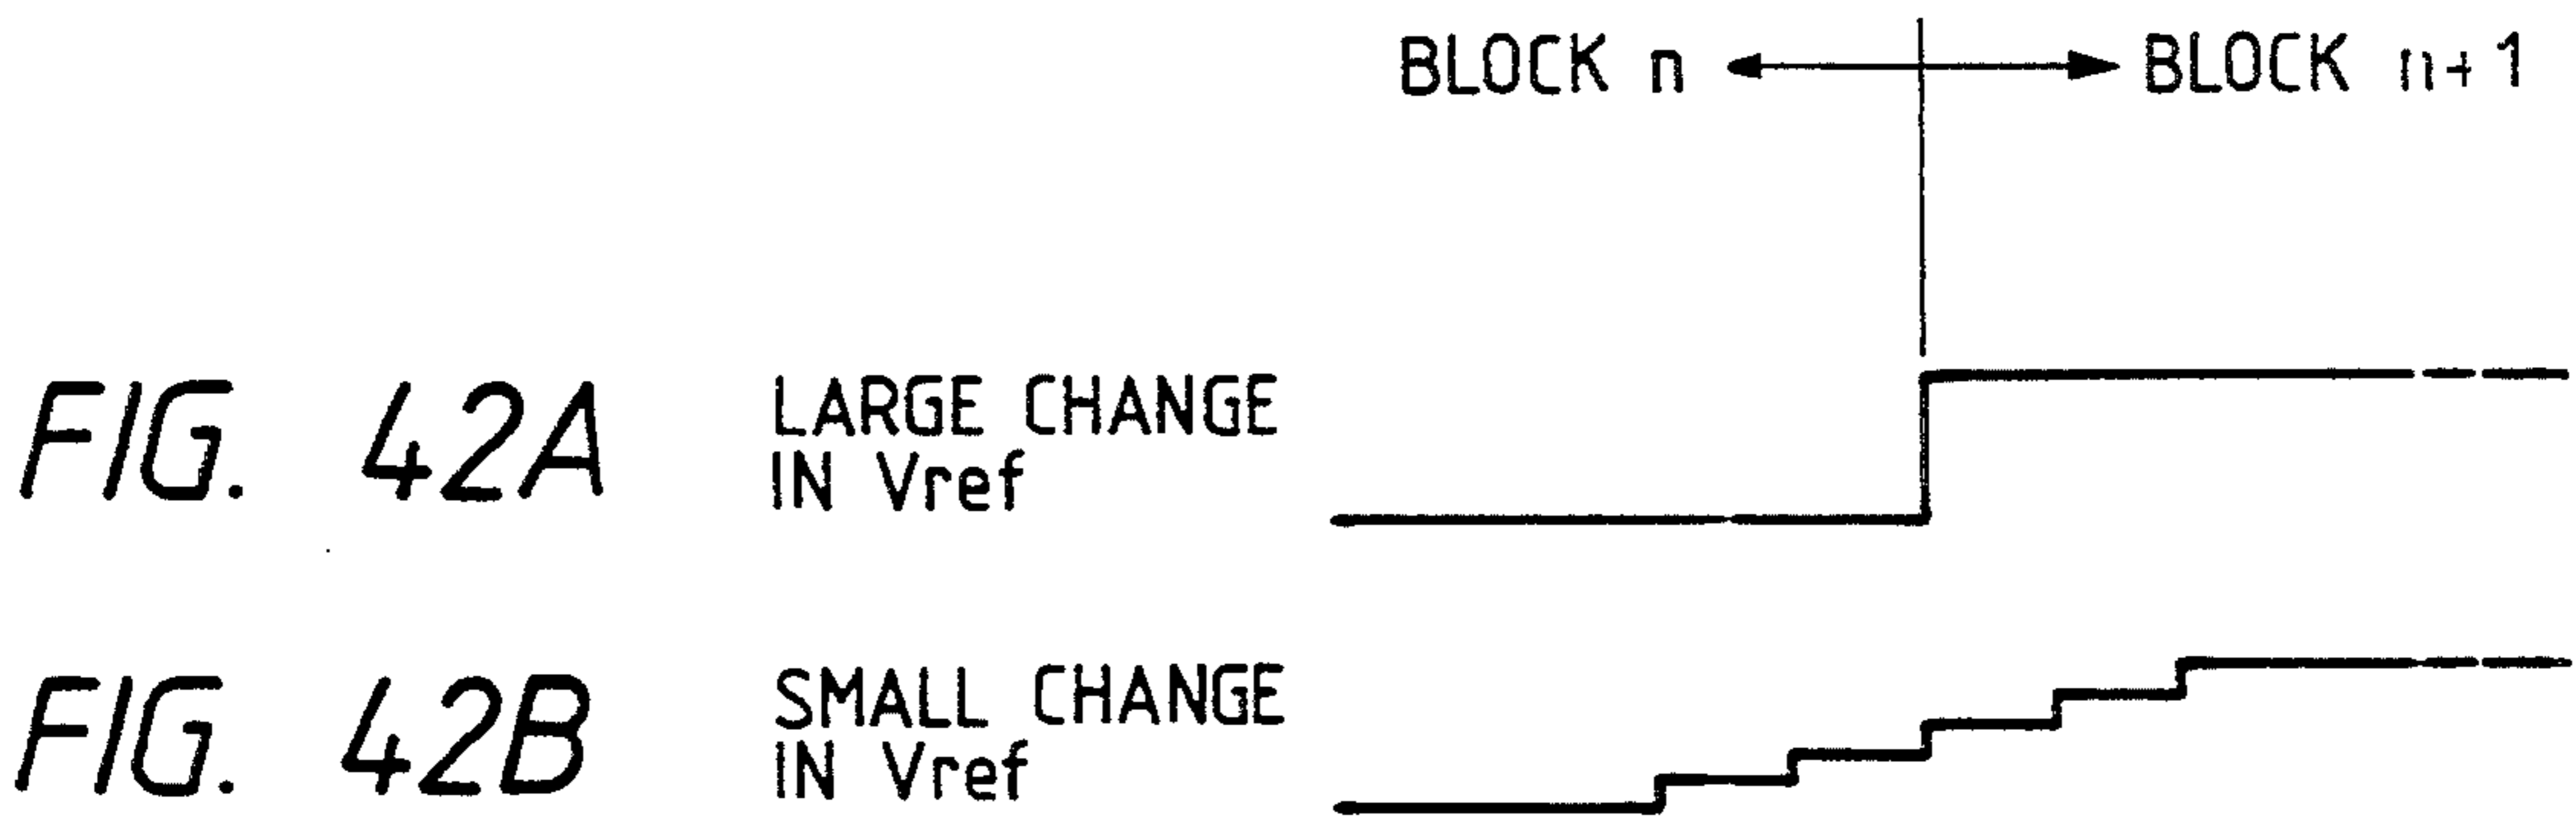 BLOCK n BLOCK n+1
FIG. 42A
LARGE CHANGE
IN Vref
FIG. 42B
SMALL CHANGE
IN Vref